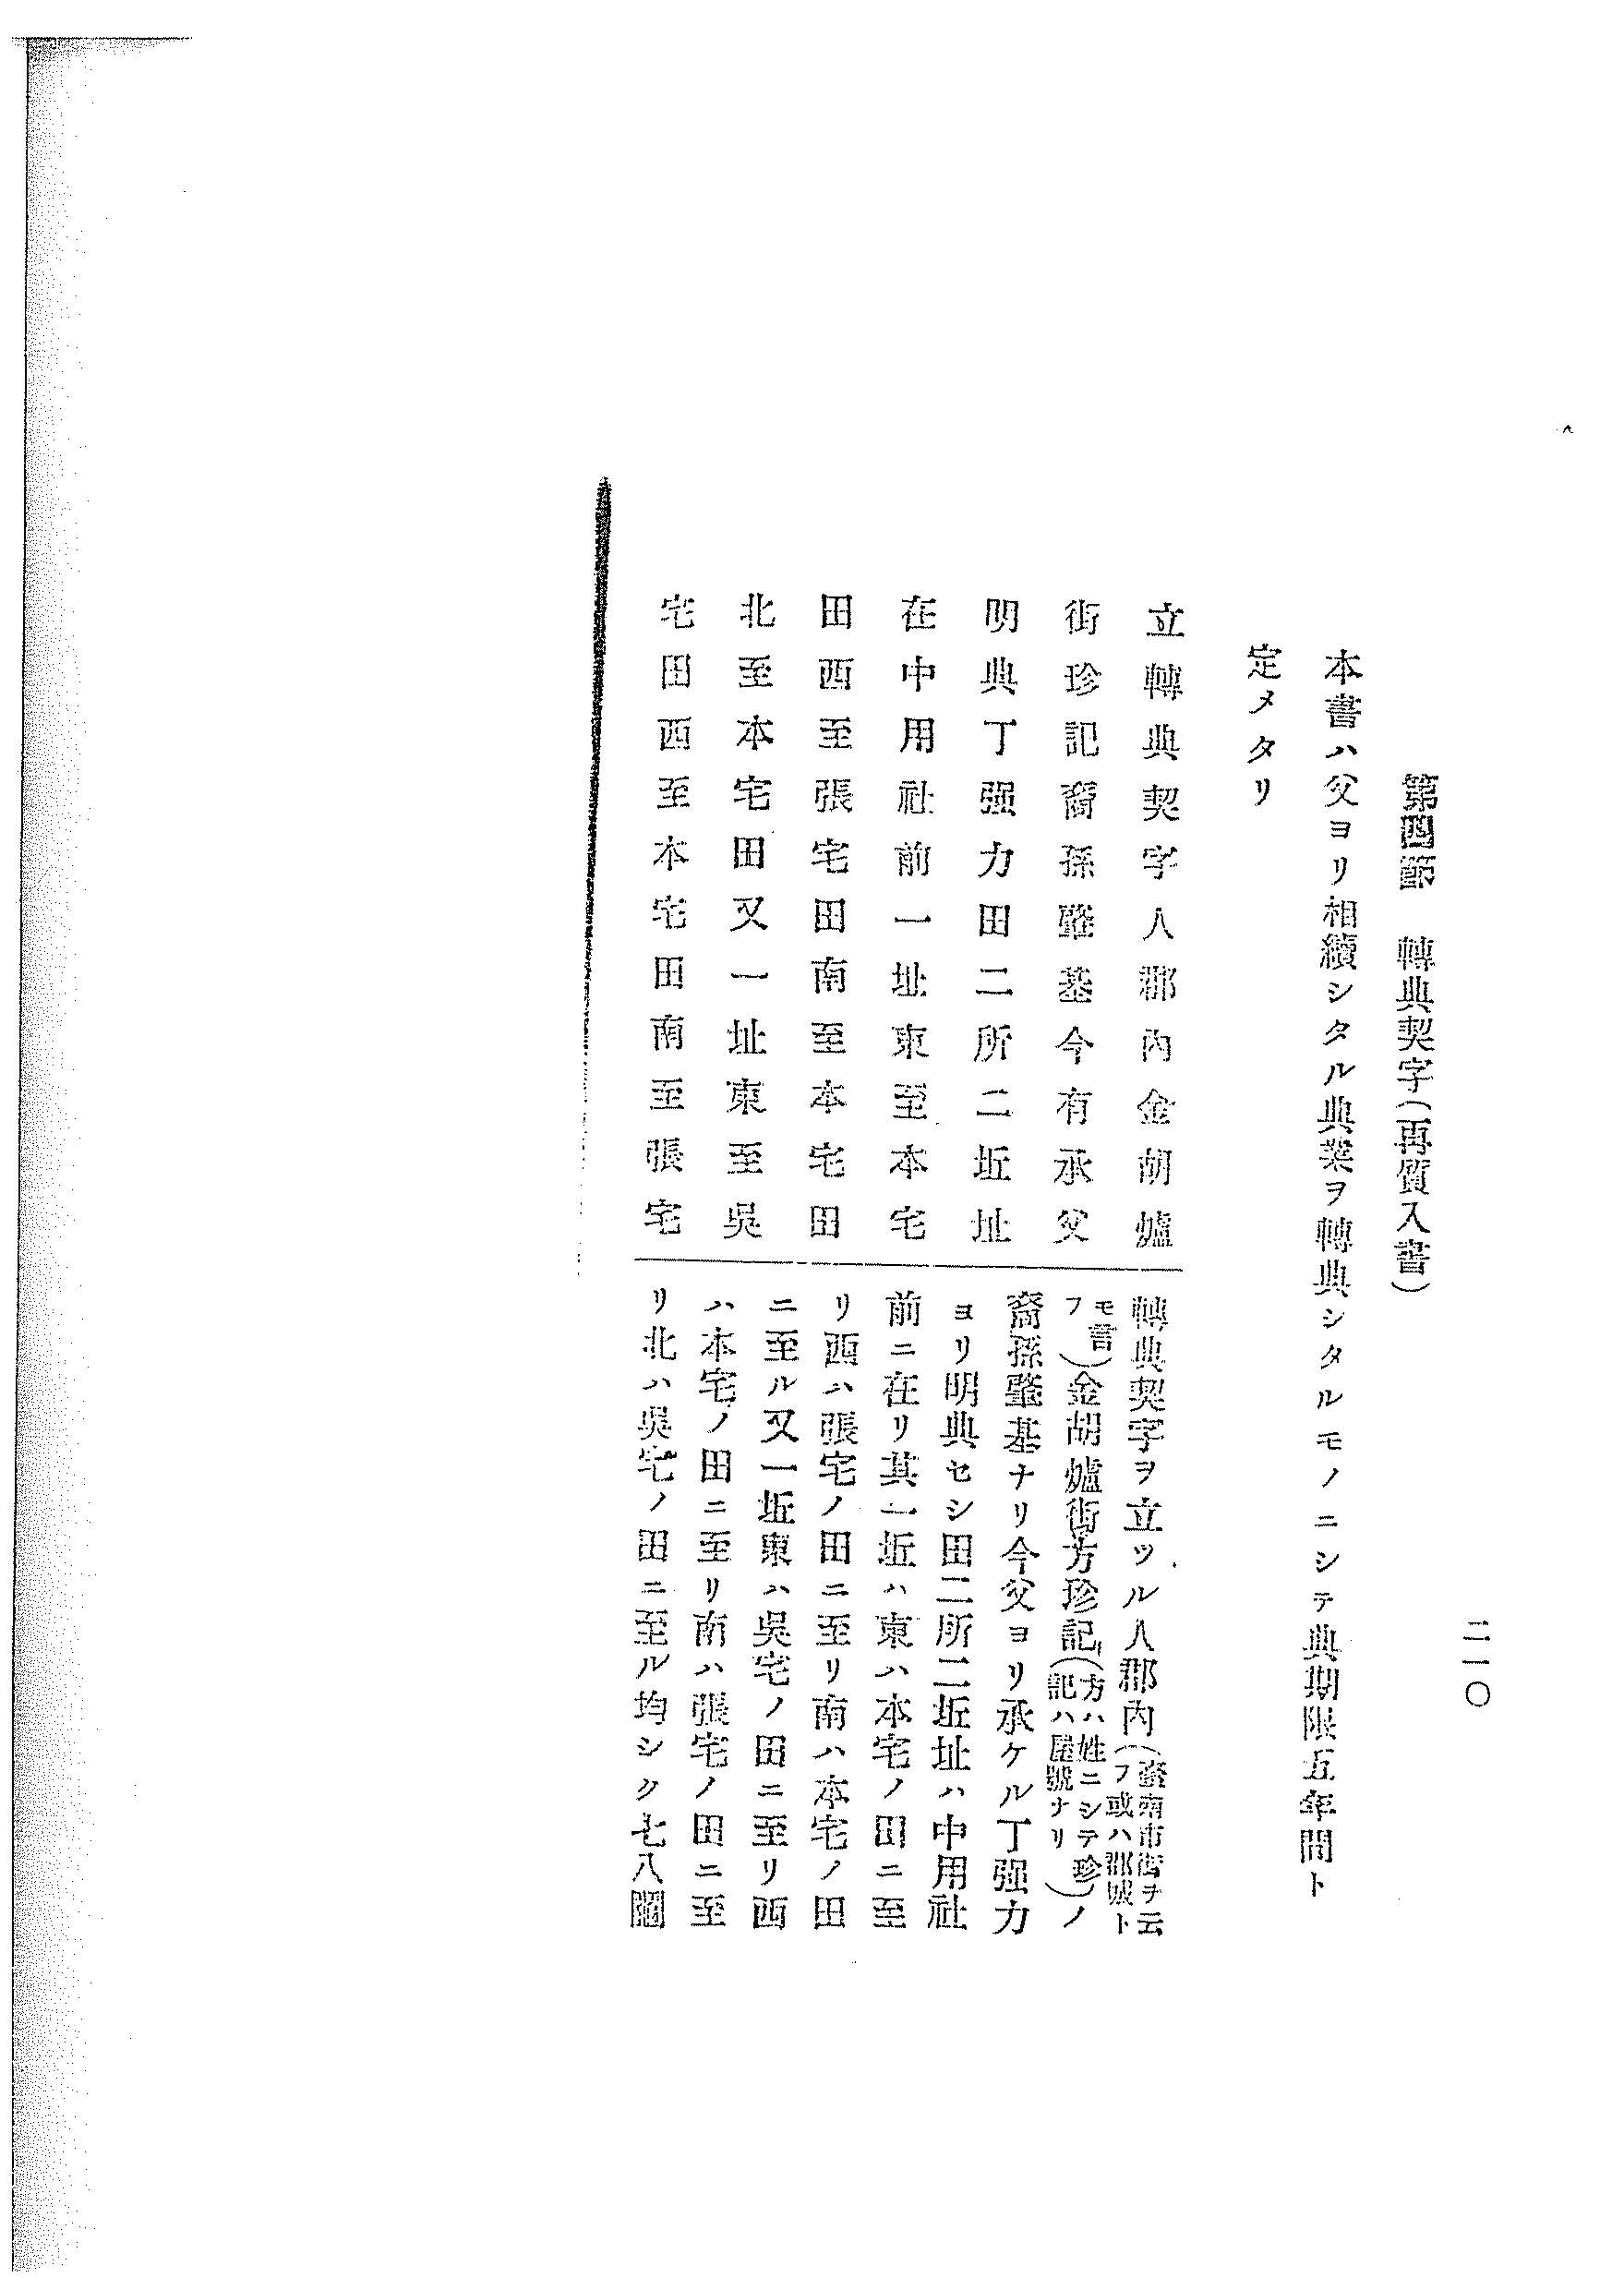 二一〇
第四節　轉典契字(再質入書)
本書ハ父ヨリ相續シタル典業ヲ轉典シタルモノニシテ典期限五年間ト
定メタリ
立轉典契字人郡內金胡爐
街珍記裔孫肇基今有承父
明典丁强力田二所二坵址
在中用社前一址東至本宅
田西至張宅田南至本宅田
北至本宅田又一址東至吳
宅田西至本宅田南至張宅
轉典契字ヲ立ツル人郡內(臺南市街チ云
フ或ハ郡城ト
モ言
フ)金胡爐街方珍記(方ハ姓ニシテ珍
記ハ屋號ナリ)ノ
裔孫肇基ナリ今父ヨリ承ケル丁强力
ヨリ明典セシ田二所二坵址ハ中用社
前ニ在リ其一坵ハ東ハ本宅ノ田ニ至
リ西ハ張宅ノ田ニ至リ南ハ本宅ノ田
ニ至ル又一坵東ハ吳宅ノ田ニ至リ西
ハ本宅ノ田ニ至リ南ハ張宅ノ田ニ至
リ北ハ吳宅ノ田ニ至ル均シク七八鬮